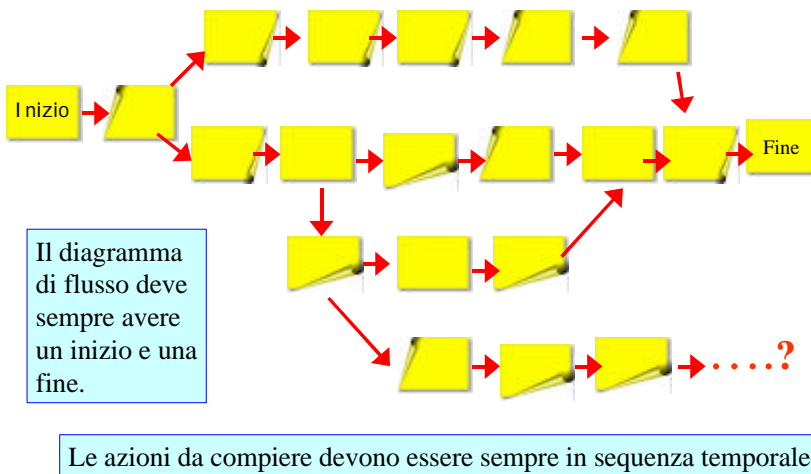 Inizio
Fine
Il diagramma
di flusso deve
sempre avere
un inizio e una
fine.
. . . .?
Le azioni da compiere devono essere sempre in sequenza temporale